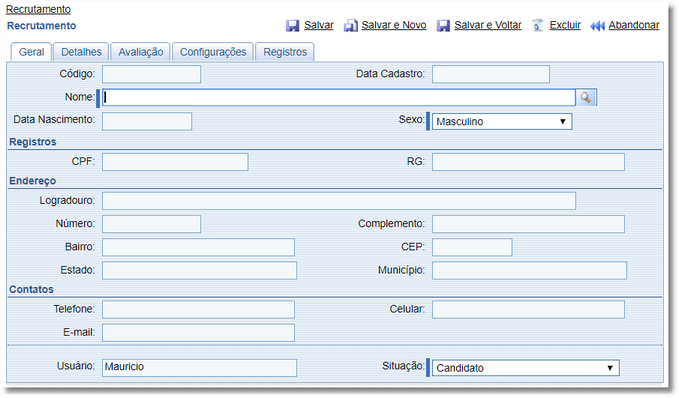 Recrutamento
Recrutamento Salvar Salvar e Novo Salvar e Voltar Excluir Abandonar
Geral Detalhes Avaliação Configurações Registros
Código: Data Cadastro:
Nome:
Data Nascimento: Sexo: Masculino
Registros
CPF: RG:
Endereço
Logradouro:
Número: Complemento:
Bairro: CEP:
Estado: Município:
Contatos
Telefone: Celular:
E-mail:
Usuário: Mauricio Situação: Candidato